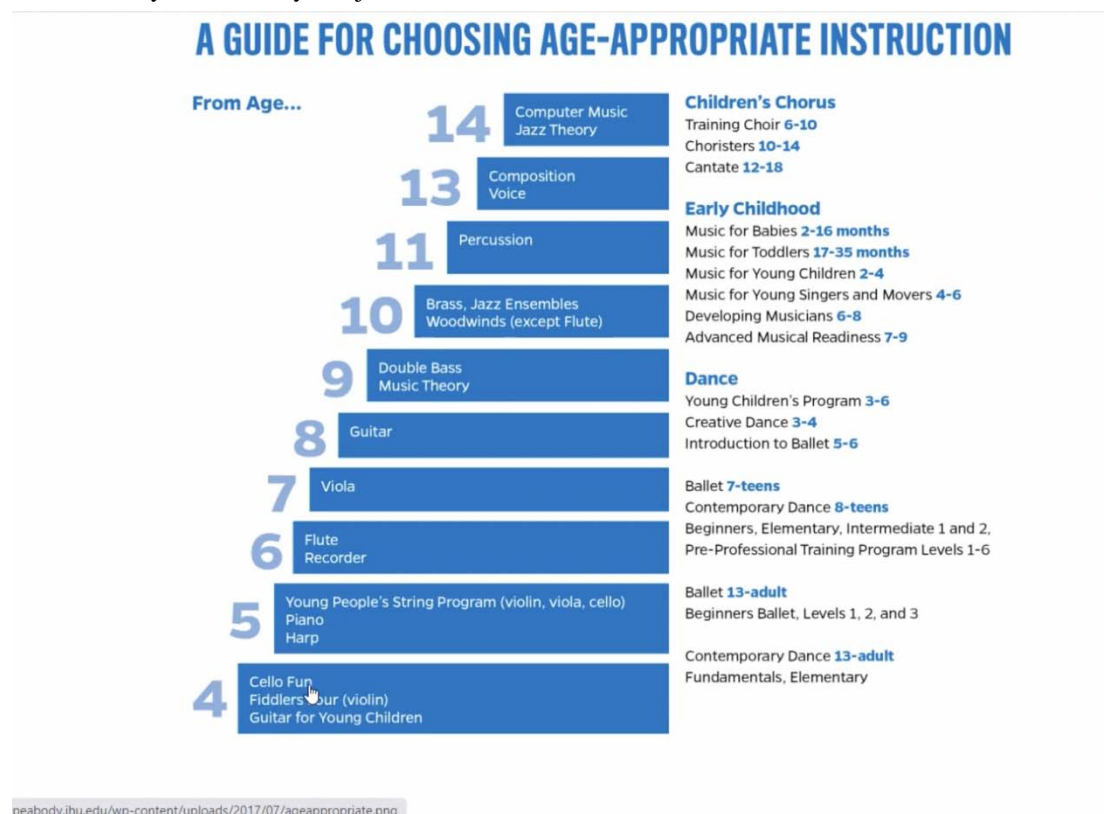 A GUIDE FOR CHOOSING AGE-APPROPRIATE INSTRUCTION
From Age...
14
Computer Music
Jazz Theory
13
Composition
Voice
11
Percussion
10
Brass, Jazz Ensembles
Woodwinds (except Flute)
9
Double Bass
Music Theory
8
Guitar
7
Viola
6
Flute
Recorder
5
Young People's String Program (violin, viola, cello)
Piano
Harp
4
Cello Fun
Fiddlers (violin)
Guitar for Young Children
Children's Chorus
Training Choir 6-10
Choristers 10-14
Cantate 12-18
Early Childhood
Music for Babies 2-16 months
Music for Toddlers 17-35 months
Music for Young Children 2-4
Music for Young Singers and Movers 4-6
Developing Musicians 6-8
Advanced Musical Readiness 7-9
Dance
Young Children's Program 3-6
Creative Dance 3-4
Introduction to Ballet 5-6
Ballet 7-teens
Contemporary Dance 8-teens
Beginners, Elementary, Intermediate 1 and 2,
Pre-Professional Training Program Levels 1-6
Ballet 13-adult
Beginners Ballet, Levels 1, 2, and 3
Contemporary Dance 13-adult
Fundamentals, Elementary
peabody.jhu.edu/wp-content/uploads/2017/07/ageappropriate.png